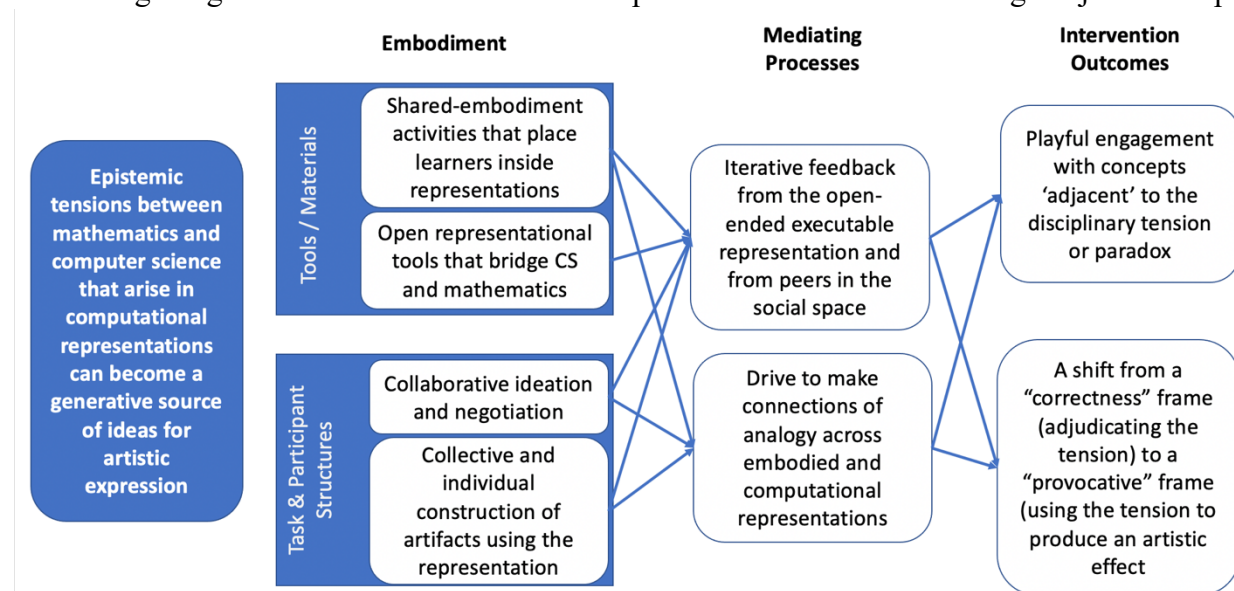 Embodiment
Mediating
Processes
Intervention
Outcomes
Epistemic
tensions between
mathematics and
computer science
that arise in
computational
representations
can become a
generative source
of ideas for
artistic
expression
Tools / Materials
Shared-embodiment
activities that place
learners inside
representations
Open representational
tools that bridge CS
and mathematics
Task & Participant
Structures
Collaborative ideation
and negotiation
Collective and
individual
construction of
artifacts using the
representation
Iterative feedback
from the open-
ended executable
representation and
from peers in the
social space
Drive to make
connections of
analogy across
embodied and
computational
representations
Playful engagement
with concepts
‘adjacent’ to the
disciplinary tension
or paradox
A shift from a
“correctness” frame
(adjudicating the
tension) to a
“provocative” frame
(using the tension to
produce an artistic
effect